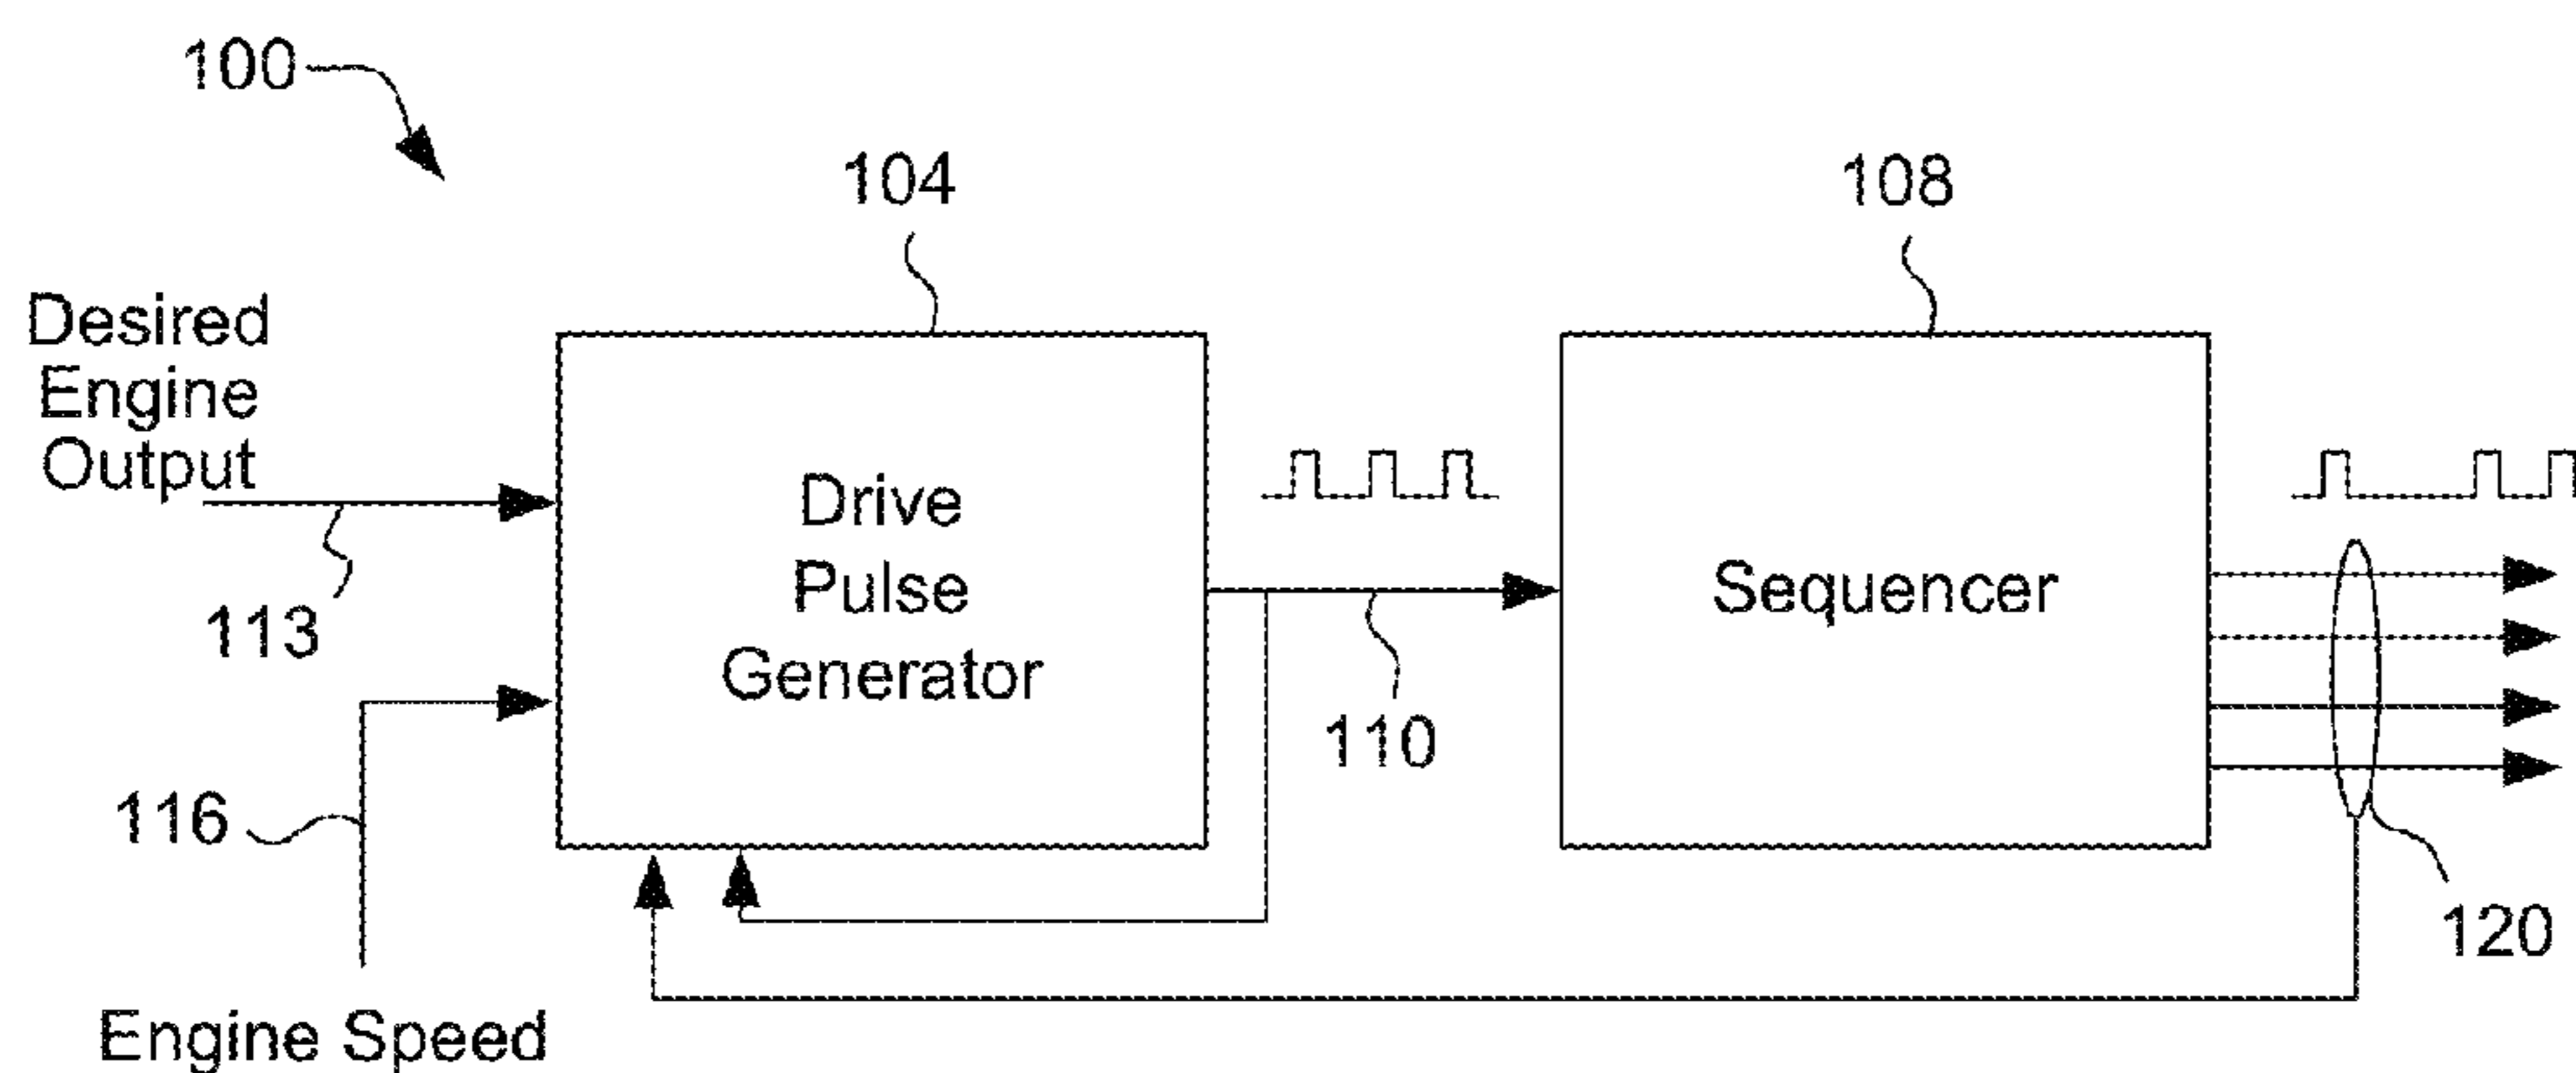 100
104
108
Desired
Engine
Output
113
Drive
Pulse
Generator
110
Sequencer
116
120
Engine Speed